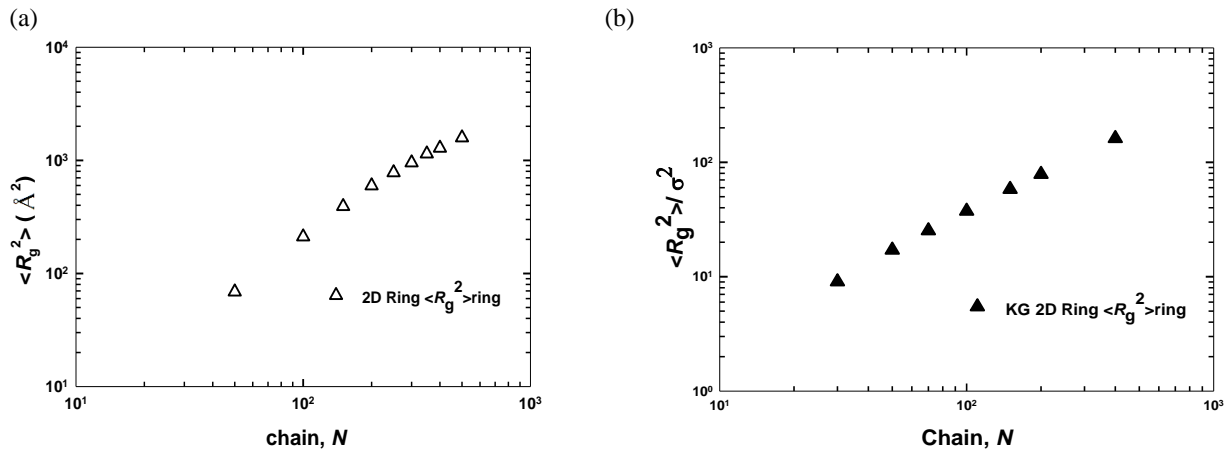 (a)
10⁴
10³
10²
10¹
<Rg²> (Å²)
10¹ 10² 10³
chain, N
2D Ring <Rg²>ring
(b)
10³
10²
10¹
10⁰
<Rg²>/ σ²
10¹ 10² 10³
Chain, N
KG 2D Ring <Rg²>ring